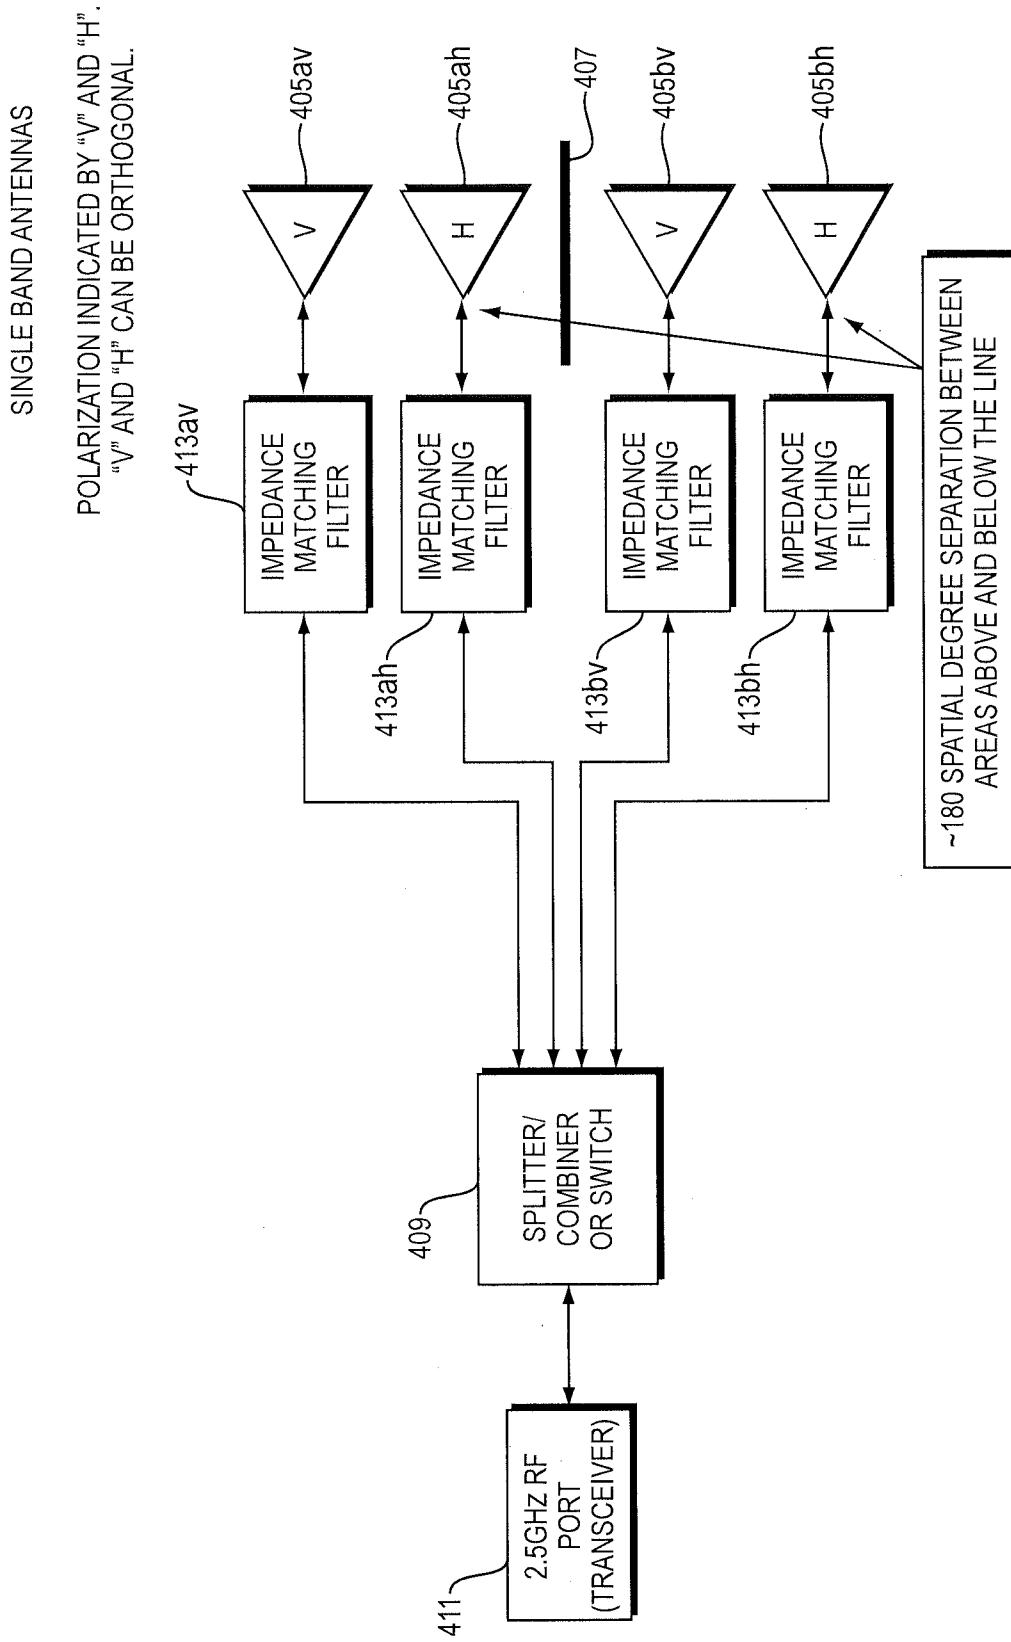 SINGLE BAND ANTENNAS
POLARIZATION INDICATED BY "V" AND "H".
"V" AND "H" CAN BE ORTHOGONAL.
411
2.5GHz RF
PORT
(TRANSCEIVER)
409
SPLITTER/
COMBINER
OR SWITCH
413av
IMPEDANCE
MATCHING
FILTER
V
405av
413ah
IMPEDANCE
MATCHING
FILTER
H
405ah
407
413bv
IMPEDANCE
MATCHING
FILTER
V
405bv
413bh
IMPEDANCE
MATCHING
FILTER
H
405bh
~180 SPATIAL DEGREE SEPARATION BETWEEN
AREAS ABOVE AND BELOW THE LINE